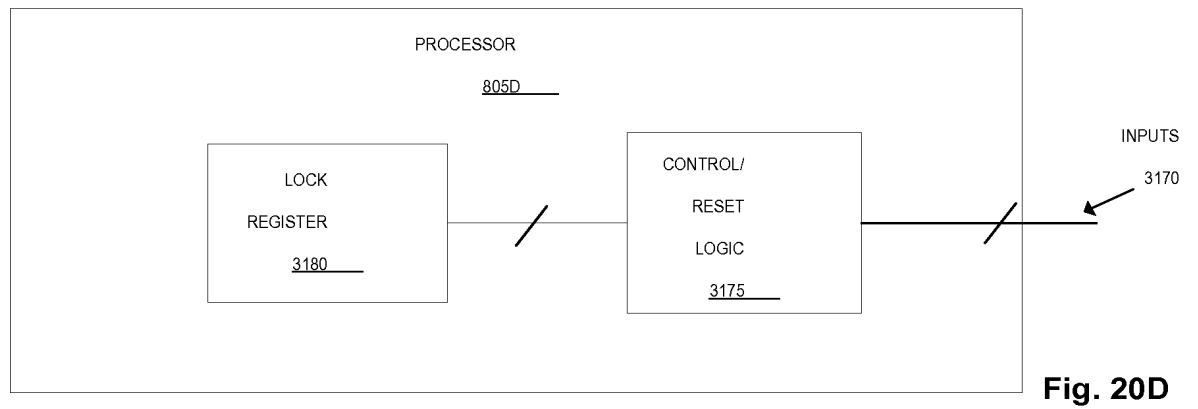 PROCESSOR
805D
LOCK
REGISTER
3180
CONTROL/
RESET
LOGIC
3175
INPUTS
3170
Fig. 20D